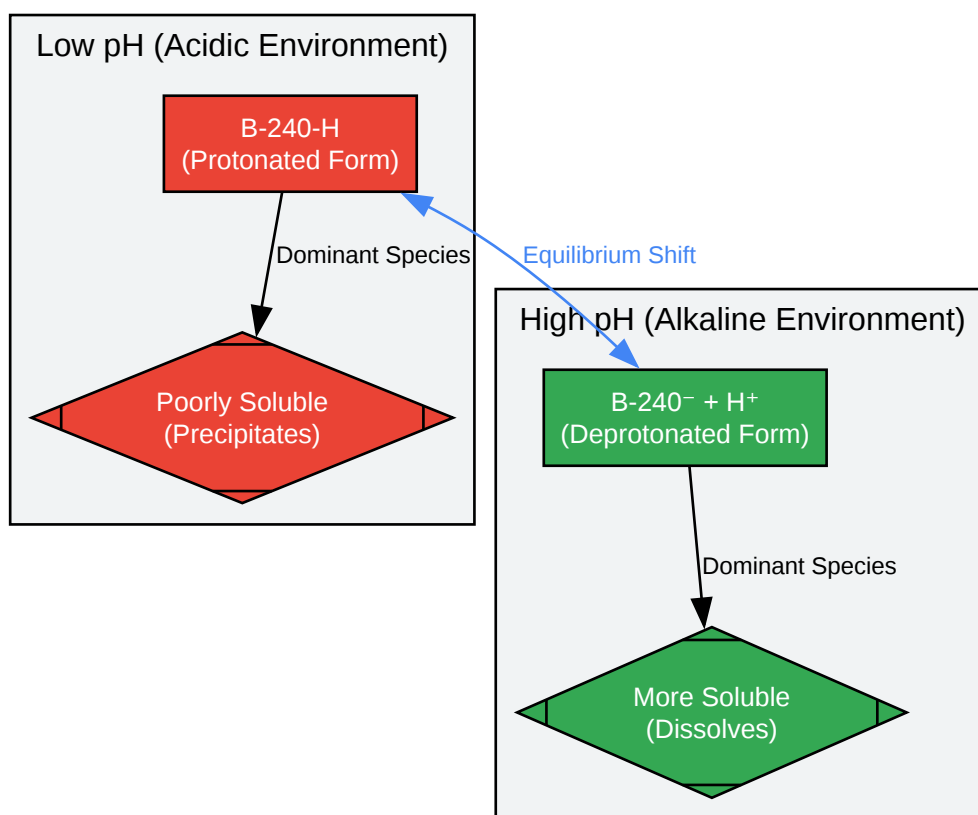 Low pH (Acidic Environment)
B-240-H
(Protonated Form)
Dominant Species
Poorly Soluble
(Precipitates)
Equilibrium Shift
High pH (Alkaline Environment)
B-240⁻ + H⁺
(Deprotonated Form)
Dominant Species
More Soluble
(Dissolves)